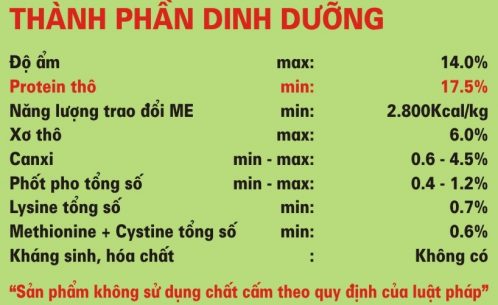 THÀNH PHẦN DINH DƯỠNG
Độ ẩm max: 14.0%
Protein thô min: 17.5%
Năng lượng trao đổi ME min: 2.800Kcal/kg
Xơ thô max: 6.0%
Canxi min - max: 0.6 - 4.5%
Phốt pho tổng số min - max: 0.4 - 1.2%
Lysine tổng số min: 0.7%
Methionine + Cystine tổng số min: 0.6%
Kháng sinh, hóa chất : Không có
“Sản phẩm không sử dụng chất cấm theo quy định của luật pháp”